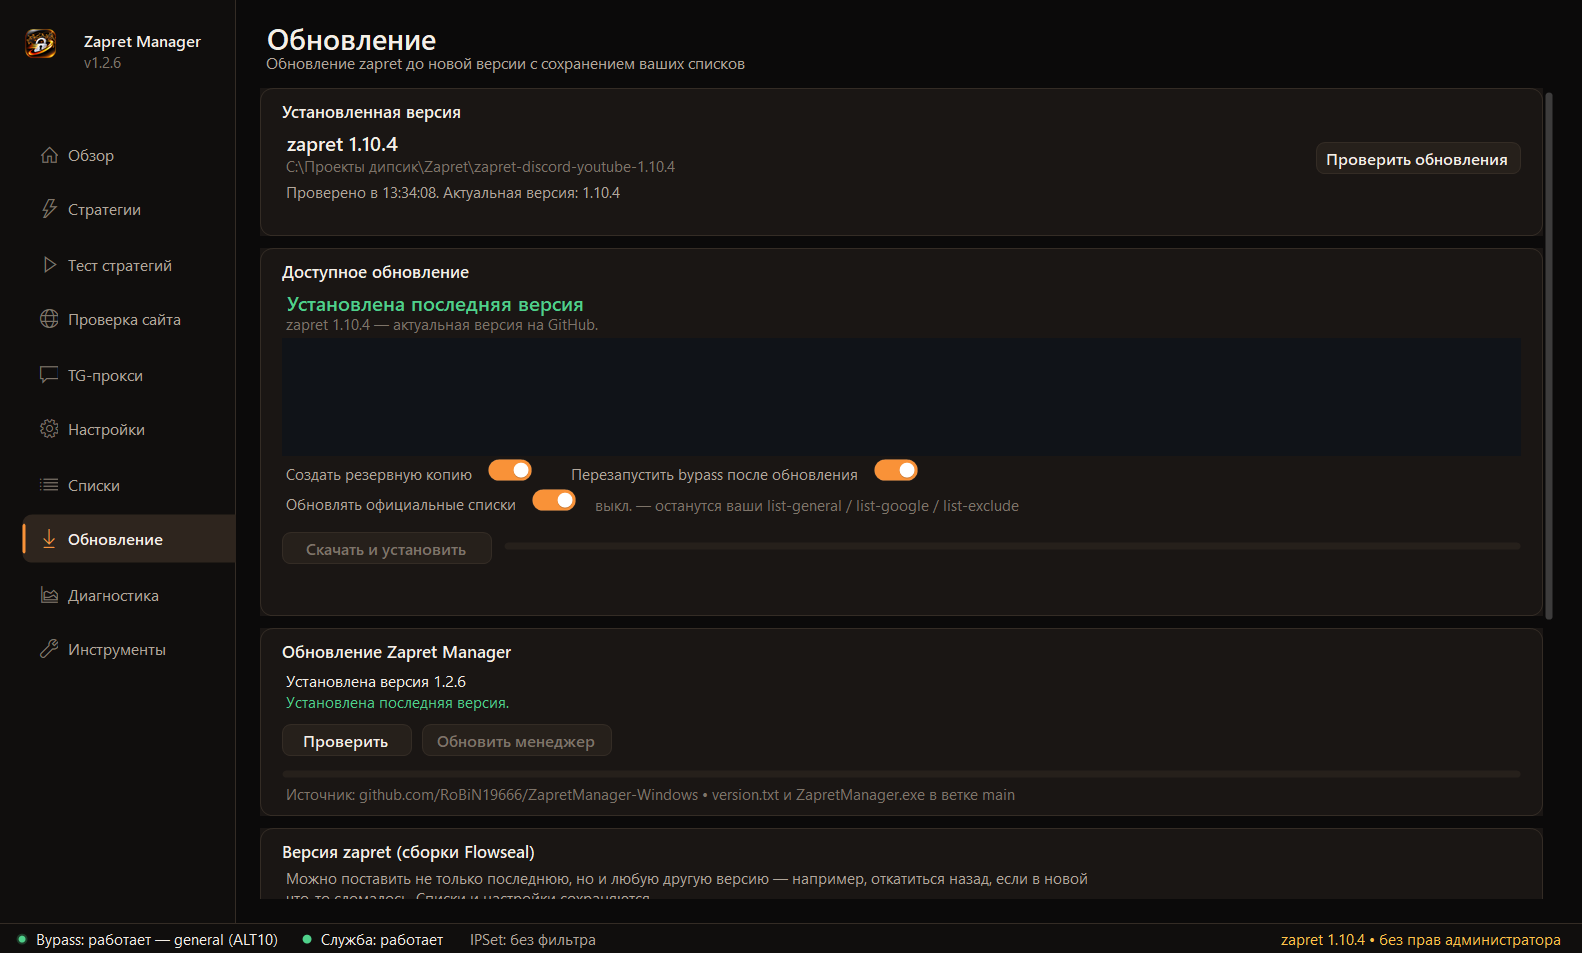 Zapret Manager
v1.2.6
Обзор
Стратегии
Тест стратегий
Проверка сайта
TG-прокси
Настройки
Списки
Обновление
Диагностика
Инструменты
Обновление
Обновление zapret до новой версии с сохранением ваших списков
Установленная версия
zapret 1.10.4
C:\Проекты дипсик\Zapret\zapret-discord-youtube-1.10.4
Проверено в 13:34:08. Актуальная версия: 1.10.4
Проверить обновления
Доступное обновление
Установлена последняя версия
zapret 1.10.4 — актуальная версия на GitHub.
Создать резервную копию
Перезапустить bypass после обновления
Обновлять официальные списки
выкл. — останутся ваши list-general / list-google / list-exclude
Скачать и установить
Обновление Zapret Manager
Установлена версия 1.2.6
Установлена последняя версия.
Проверить
Обновить менеджер
Источник: github.com/RoBiN19666/ZapretManager-Windows • version.txt и ZapretManager.exe в ветке main
Версия zapret (сборки Flowseal)
Можно поставить не только последнюю, но и любую другую версию — например, откатиться назад, если в новой
что-то сломалось. Списки и настройки сохраняются.
Bypass: работает — general (ALT10)
Служба: работает
IPSet: без фильтра
zapret 1.10.4 • без прав администратора